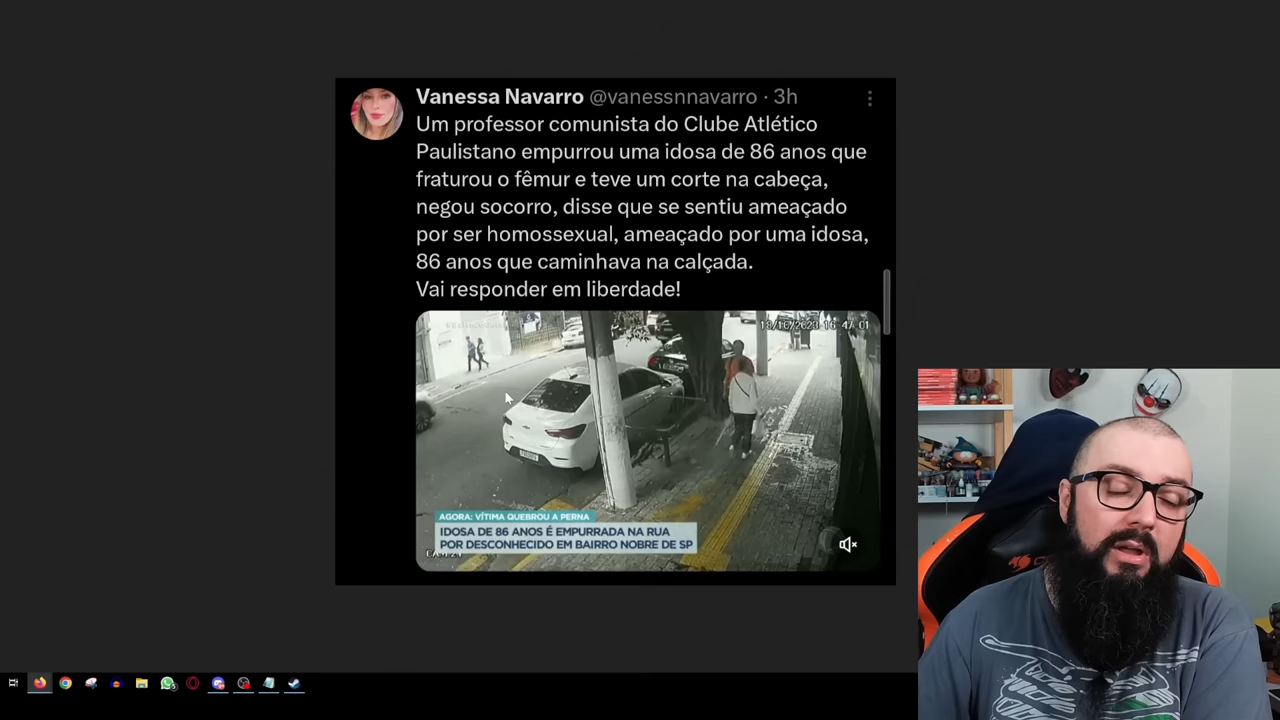 Vanessa Navarro @vanessnnavarro · 3h
Um professor comunista do Clube Atlético
Paulistano empurrou uma idosa de 86 anos que
fraturou o fêmur e teve um corte na cabeça,
negou socorro, disse que se sentiu ameaçado
por ser homossexual, ameaçado por uma idosa,
86 anos que caminhava na calçada.
Vai responder em liberdade!
16 47 01
AGORA: VÍTIMA QUEBROU A PERNA
IDOSA DE 86 ANOS É EMPURRADA NA RUA
POR DESCONHECIDO EM BAIRRO NOBRE DE SP